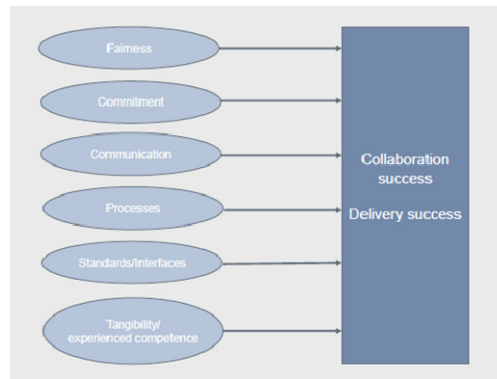 Fairness
Commitment
Communication
Processes
Standards/Interfaces
Tangibility/
experienced competence
Collaboration
success
Delivery success